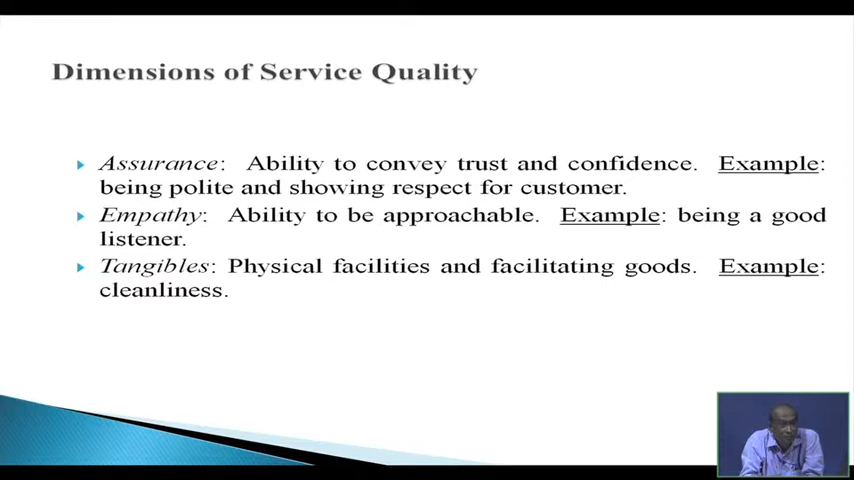 Dimensions of Service Quality
Assurance: Ability to convey trust and confidence. Example:
being polite and showing respect for customer.
Empathy: Ability to be approachable. Example: being a good
listener.
Tangibles: Physical facilities and facilitating goods. Example:
cleanliness.